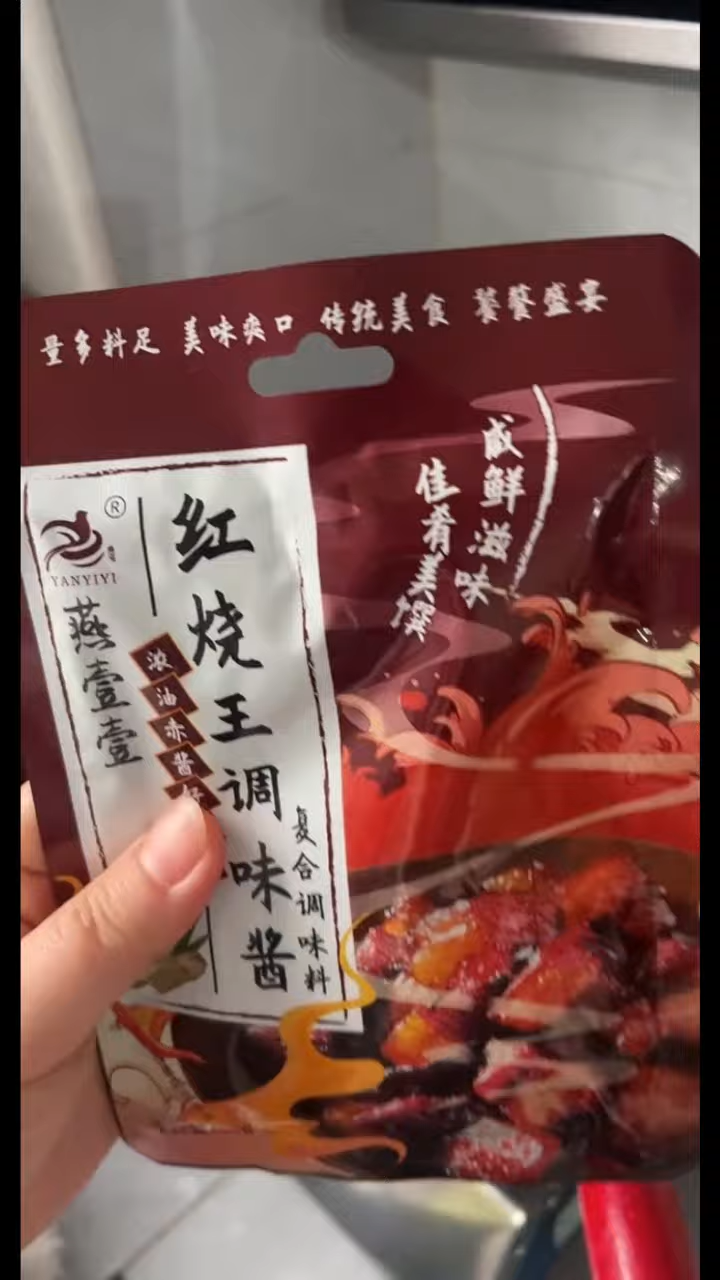 量多料足 美味爽口 传统美食 饕餮盛宴
咸鲜滋味
佳肴美馔
®
YANYIYI
燕壹壹
红烧王调味酱
浓油赤酱
复合调味料